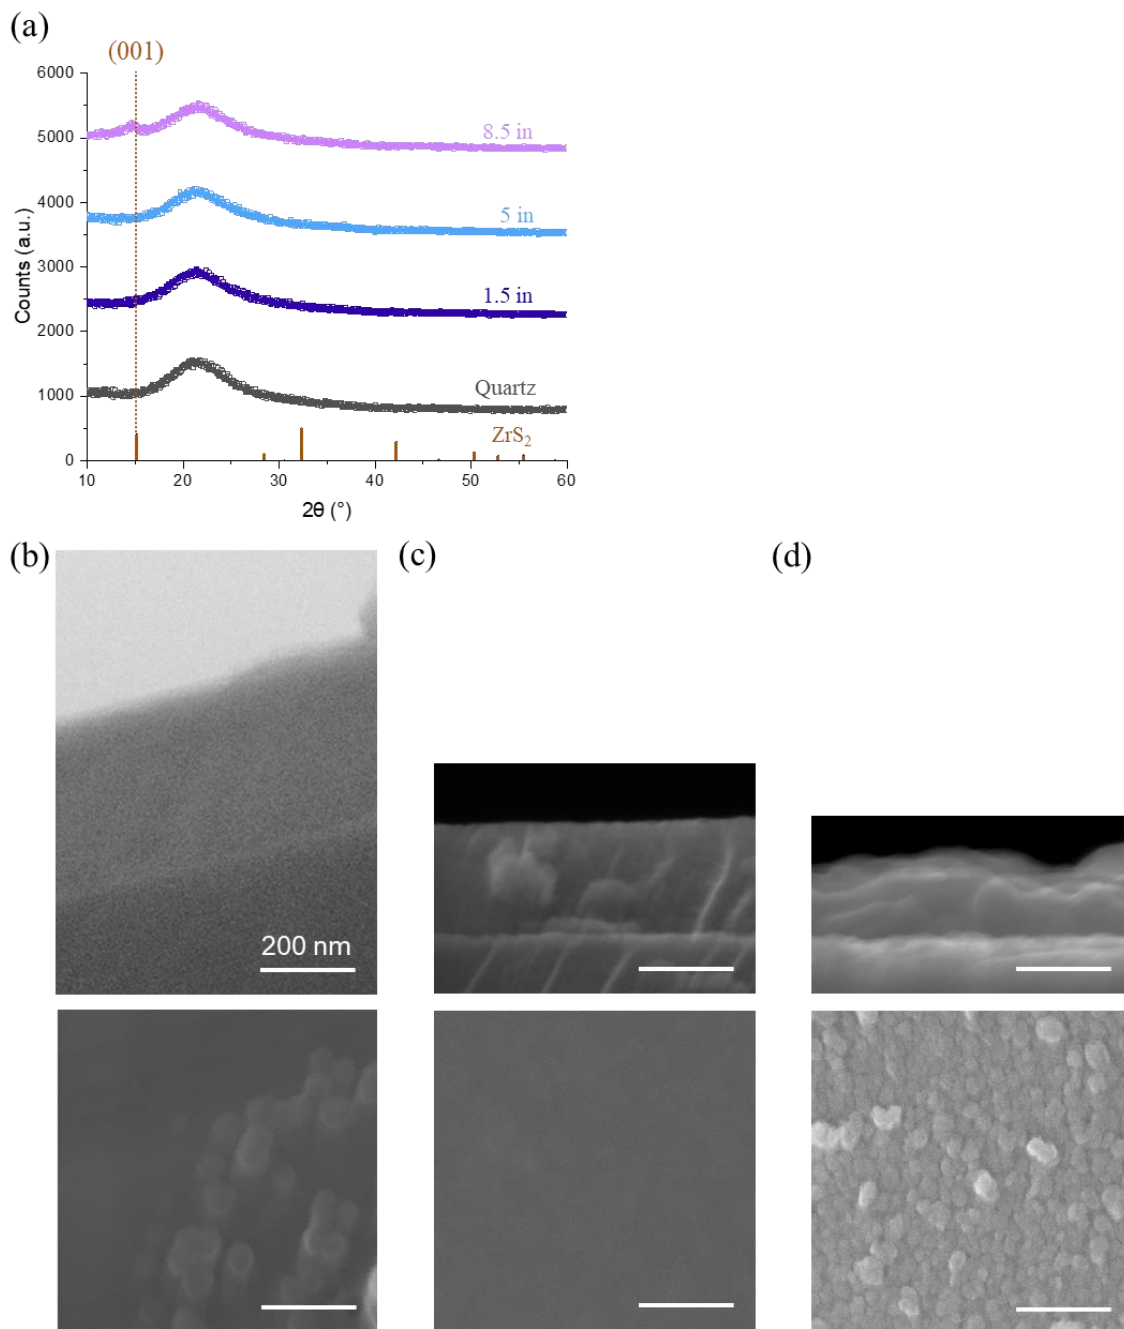 (a)
(001)
6000
5000
4000
3000
2000
1000
0
Counts (a.u.)
8.5 in
5 in
1.5 in
Quartz
ZrS₂
10 20 30 40 50 60
2θ (°)
(b) (c) (d)
200 nm